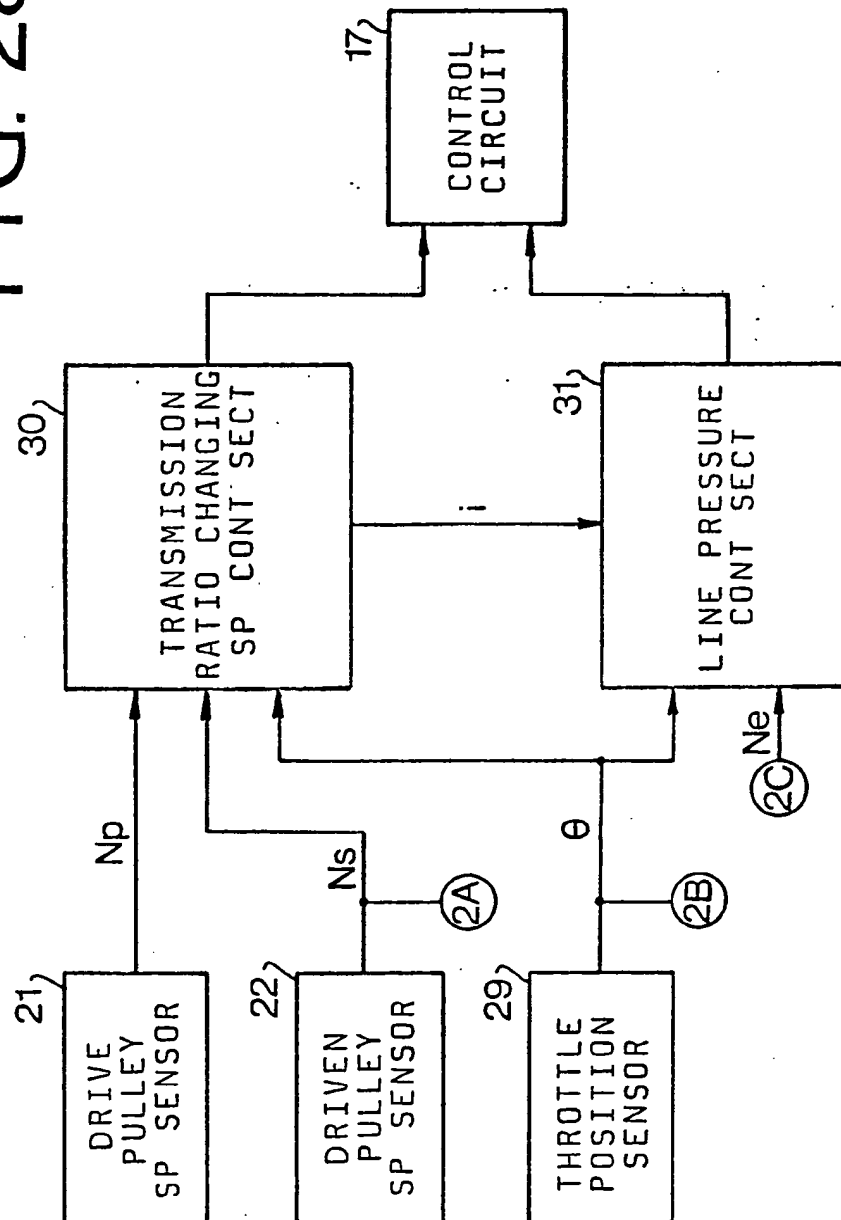 FIG. 2a
21
DRIVE
PULLEY
SP SENSOR
Np
22
DRIVEN
PULLEY
SP SENSOR
Ns
2A
29
THROTTLE
POSITION
SENSOR
θ
2B
30
TRANSMISSION
RATIO CHANGING
SP CONT SECT
i
Ne
2C
31
LINE PRESSURE
CONT SECT
17
CONTROL
CIRCUIT